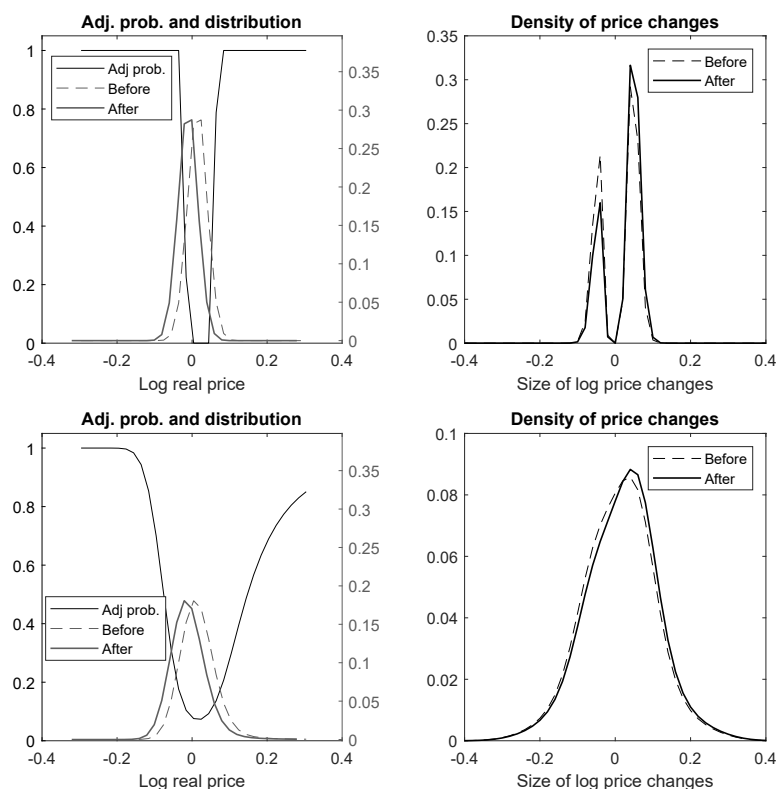 Adj. prob. and distribution
1
0.8
0.6
0.4
0.2
0
0.35
0.3
0.25
0.2
0.15
0.1
0.05
0
Adj prob.
Before
After
-0.4 -0.2 0 0.2 0.4
Log real price
Density of price changes
0.35
0.3
0.25
0.2
0.15
0.1
0.05
0
Before
After
-0.4 -0.2 0 0.2 0.4
Size of log price changes
Adj. prob. and distribution
1
0.8
0.6
0.4
0.2
0
0.35
0.3
0.25
0.2
0.15
0.1
0.05
0
Adj prob.
Before
After
-0.4 -0.2 0 0.2 0.4
Log real price
Density of price changes
0.1
0.08
0.06
0.04
0.02
0
Before
After
-0.4 -0.2 0 0.2 0.4
Size of log price changes